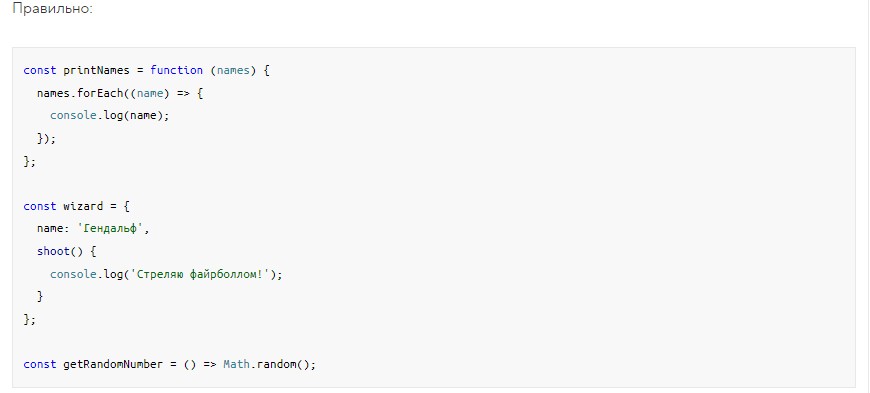 Правильно:
const printNames = function (names) {
  names.forEach((name) => {
    console.log(name);
  });
};
const wizard = {
  name: 'Гендальф',
  shoot() {
    console.log('Стреляю файрболлом!');
  }
};
const getRandomNumber = () => Math.random();